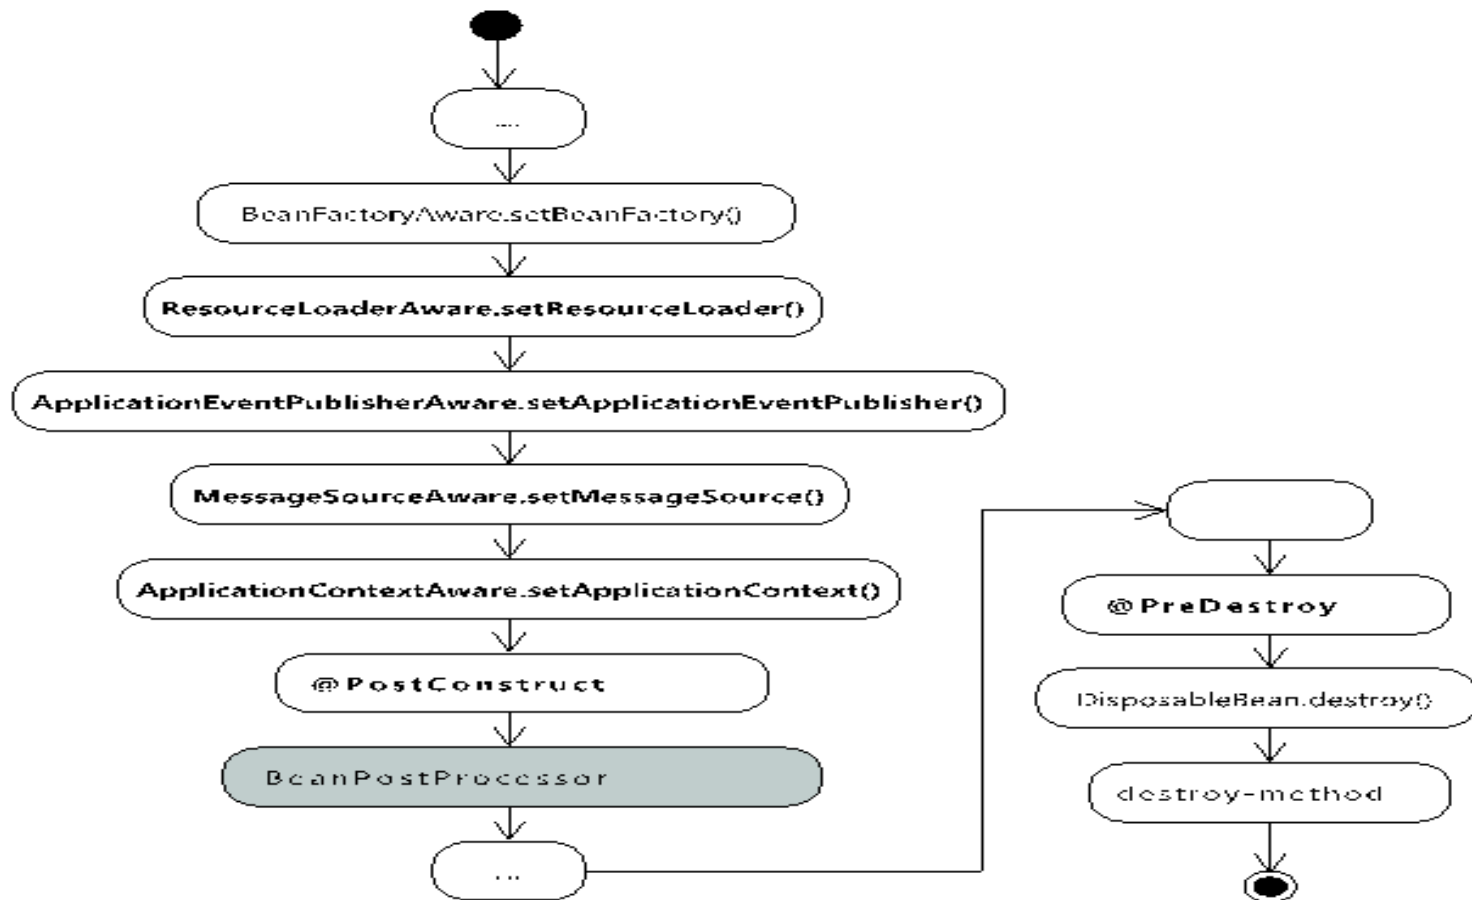 ....
BeanFactoryAware.setBeanFactory()
ResourceLoaderAware.setResourceLoader()
ApplicationEventPublisherAware.setApplicationEventPublisher()
MessageSourceAware.setMessageSource()
ApplicationContextAware.setApplicationContext()
@PostConstruct
BeanPostProcessor
...
@PreDestroy
DisposableBean.destroy()
destroy-method